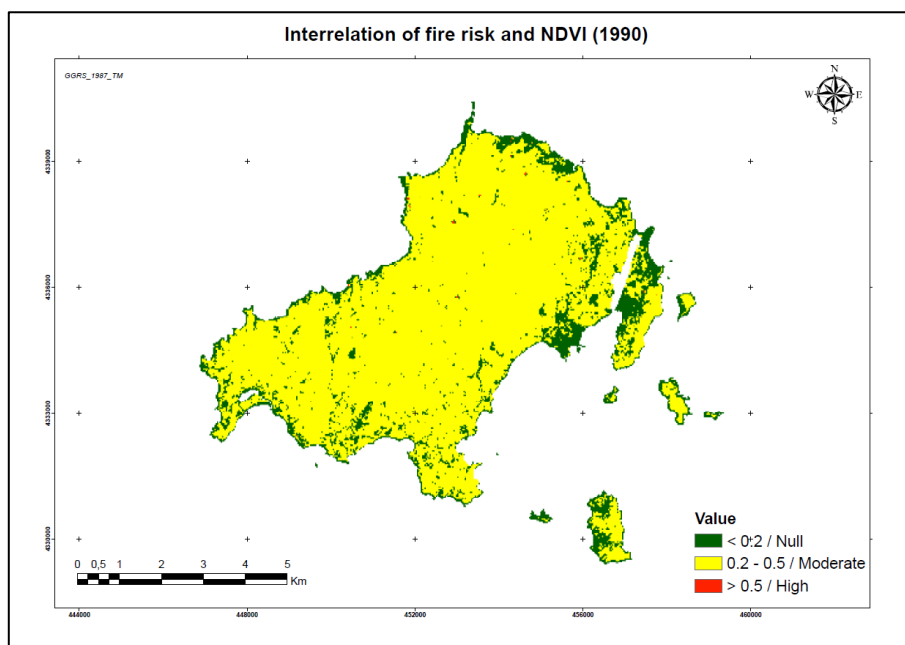 Interrelation of fire risk and NDVI (1990)
GGRS_1987_TM
N
W E
S
4339000
4336000
4333000
4330000
Value
< 0.2 / Null
0.2 - 0.5 / Moderate
> 0.5 / High
0 0,5 1 2 3 4 5
Km
444000 448000 452000 456000 460000